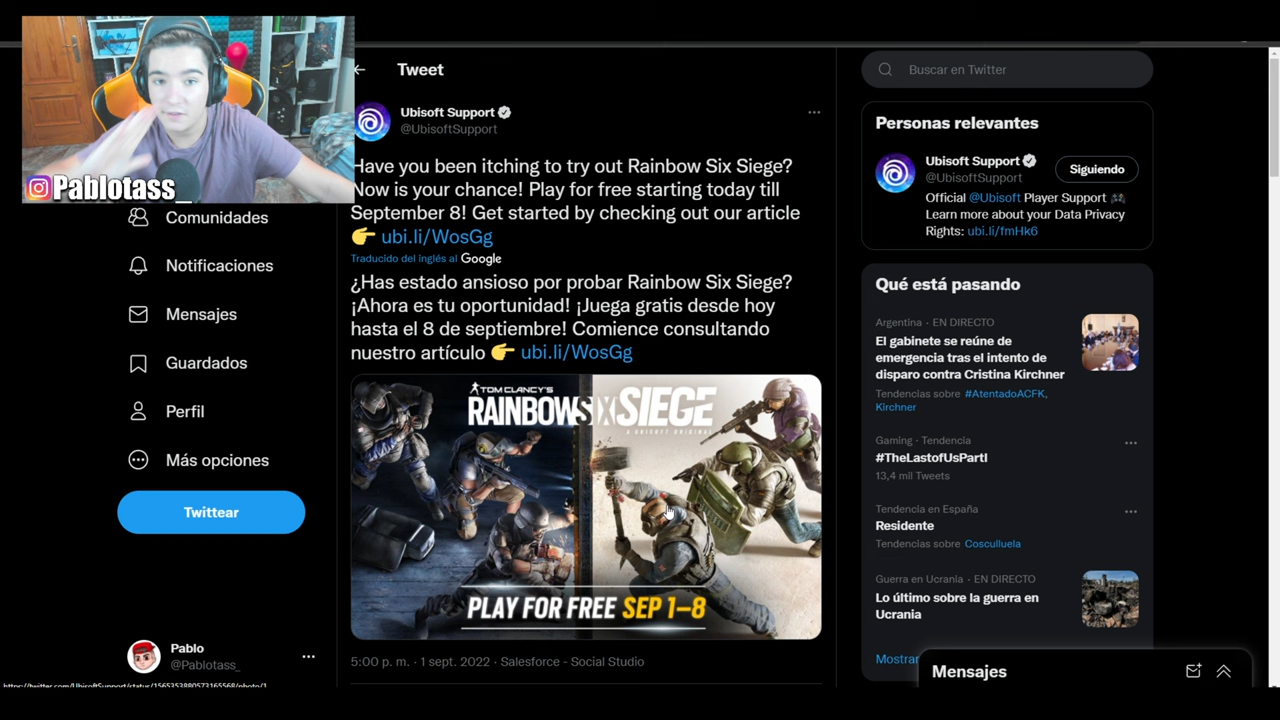 Pablotass_
Comunidades
Notificaciones
Mensajes
Guardados
Perfil
Más opciones
Twittear
Pablo
@Pablotass_
Tweet
Ubisoft Support
@UbisoftSupport
Have you been itching to try out Rainbow Six Siege?
Now is your chance! Play for free starting today till
September 8! Get started by checking out our article
👉 ubi.li/WosGg
Traducido del inglés al Google
¿Has estado ansioso por probar Rainbow Six Siege?
¡Ahora es tu oportunidad! ¡Juega gratis desde hoy
hasta el 8 de septiembre! Comience consultando
nuestro artículo 👉 ubi.li/WosGg
TOM CLANCY'S
RAINBOW SIX SIEGE
A UBISOFT ORIGINAL
PLAY FOR FREE SEP 1–8
5:00 p. m. · 1 sept. 2022 · Salesforce - Social Studio
Buscar en Twitter
Personas relevantes
Ubisoft Support
@UbisoftSupport
Siguiendo
Official @Ubisoft Player Support 🎮
Learn more about your Data Privacy
Rights: ubi.li/fmHk6
Qué está pasando
Argentina · EN DIRECTO
El gabinete se reúne de
emergencia tras el intento de
disparo contra Cristina Kirchner
Tendencias sobre #AtentadoACFK,
Kirchner
Gaming · Tendencia
#TheLastofUsPartI
13,4 mil Tweets
Tendencia en España
Residente
Tendencias sobre Cosculluela
Guerra en Ucrania · EN DIRECTO
Lo último sobre la guerra en
Ucrania
Mostrar
Mensajes